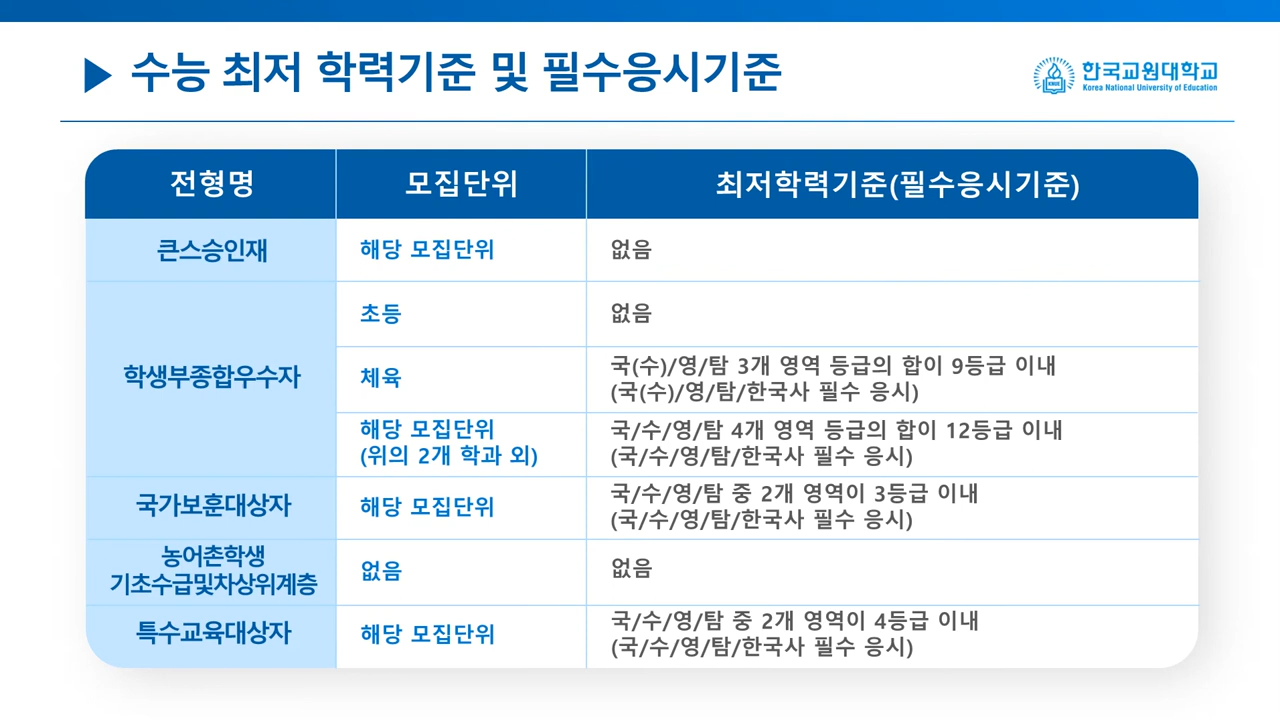 수능 최저 학력기준 및 필수응시기준
한국교원대학교
Korea National University of Education
전형명
모집단위
최저학력기준(필수응시기준)
큰스승인재
해당 모집단위
없음
학생부종합우수자
초등
없음
체육
국(수)/영/탐 3개 영역 등급의 합이 9등급 이내
(국(수)/영/탐/한국사 필수 응시)
해당 모집단위
(위의 2개 학과 외)
국/수/영/탐 4개 영역 등급의 합이 12등급 이내
(국/수/영/탐/한국사 필수 응시)
국가보훈대상자
해당 모집단위
국/수/영/탐 중 2개 영역이 3등급 이내
(국/수/영/탐/한국사 필수 응시)
농어촌학생
기초수급및차상위계층
없음
없음
특수교육대상자
해당 모집단위
국/수/영/탐 중 2개 영역이 4등급 이내
(국/수/영/탐/한국사 필수 응시)